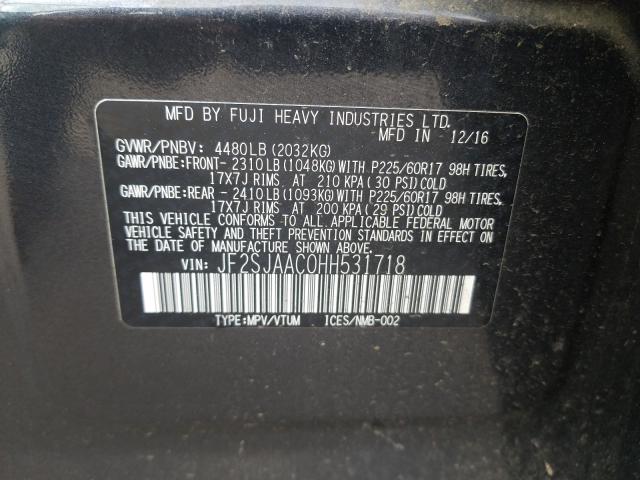 MFD BY FUJI HEAVY INDUSTRIES LTD.
MFD IN 12/16
GVWR/PNBV: 4480LB (2032KG)
GAWR/PNBE:FRONT- 2310LB (1048KG) WITH P225/60R17 98H TIRES,
17X7J RIMS AT 210 KPA (30 PSI) COLD
GAWR/PNBE:REAR - 2410LB (1093KG) WITH P225/60R17 98H TIRES,
17X7J RIMS AT 200 KPA (29 PSI) COLD
THIS VEHICLE CONFORMS TO ALL APPLICABLE FEDERAL MOTOR
VEHICLE SAFETY AND THEFT PREVENTION STANDARDS IN EFFECT ON
THE DATE OF MANUFACTURE SHOWN ABOVE.
VIN: JF2SJAAC0HH531718
TYPE:MPV/VTUM ICES/NMB-002